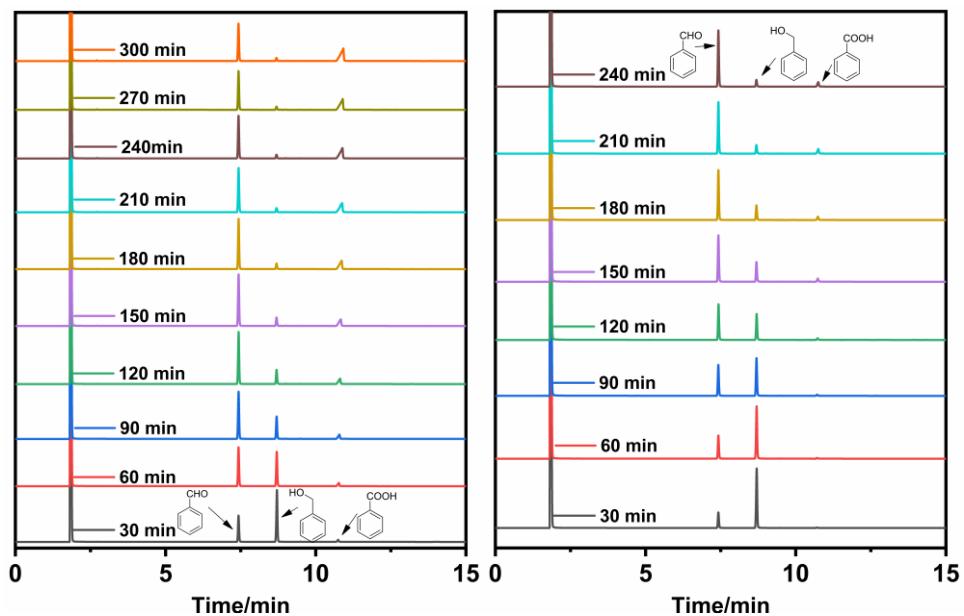 300 min
270 min
240min
210 min
180 min
150 min
120 min
90 min
60 min
CHO
HO
COOH
30 min
0 5 10 15
Time/min
CHO
HO
COOH
240 min
210 min
180 min
150 min
120 min
90 min
60 min
30 min
0 5 10 15
Time/min